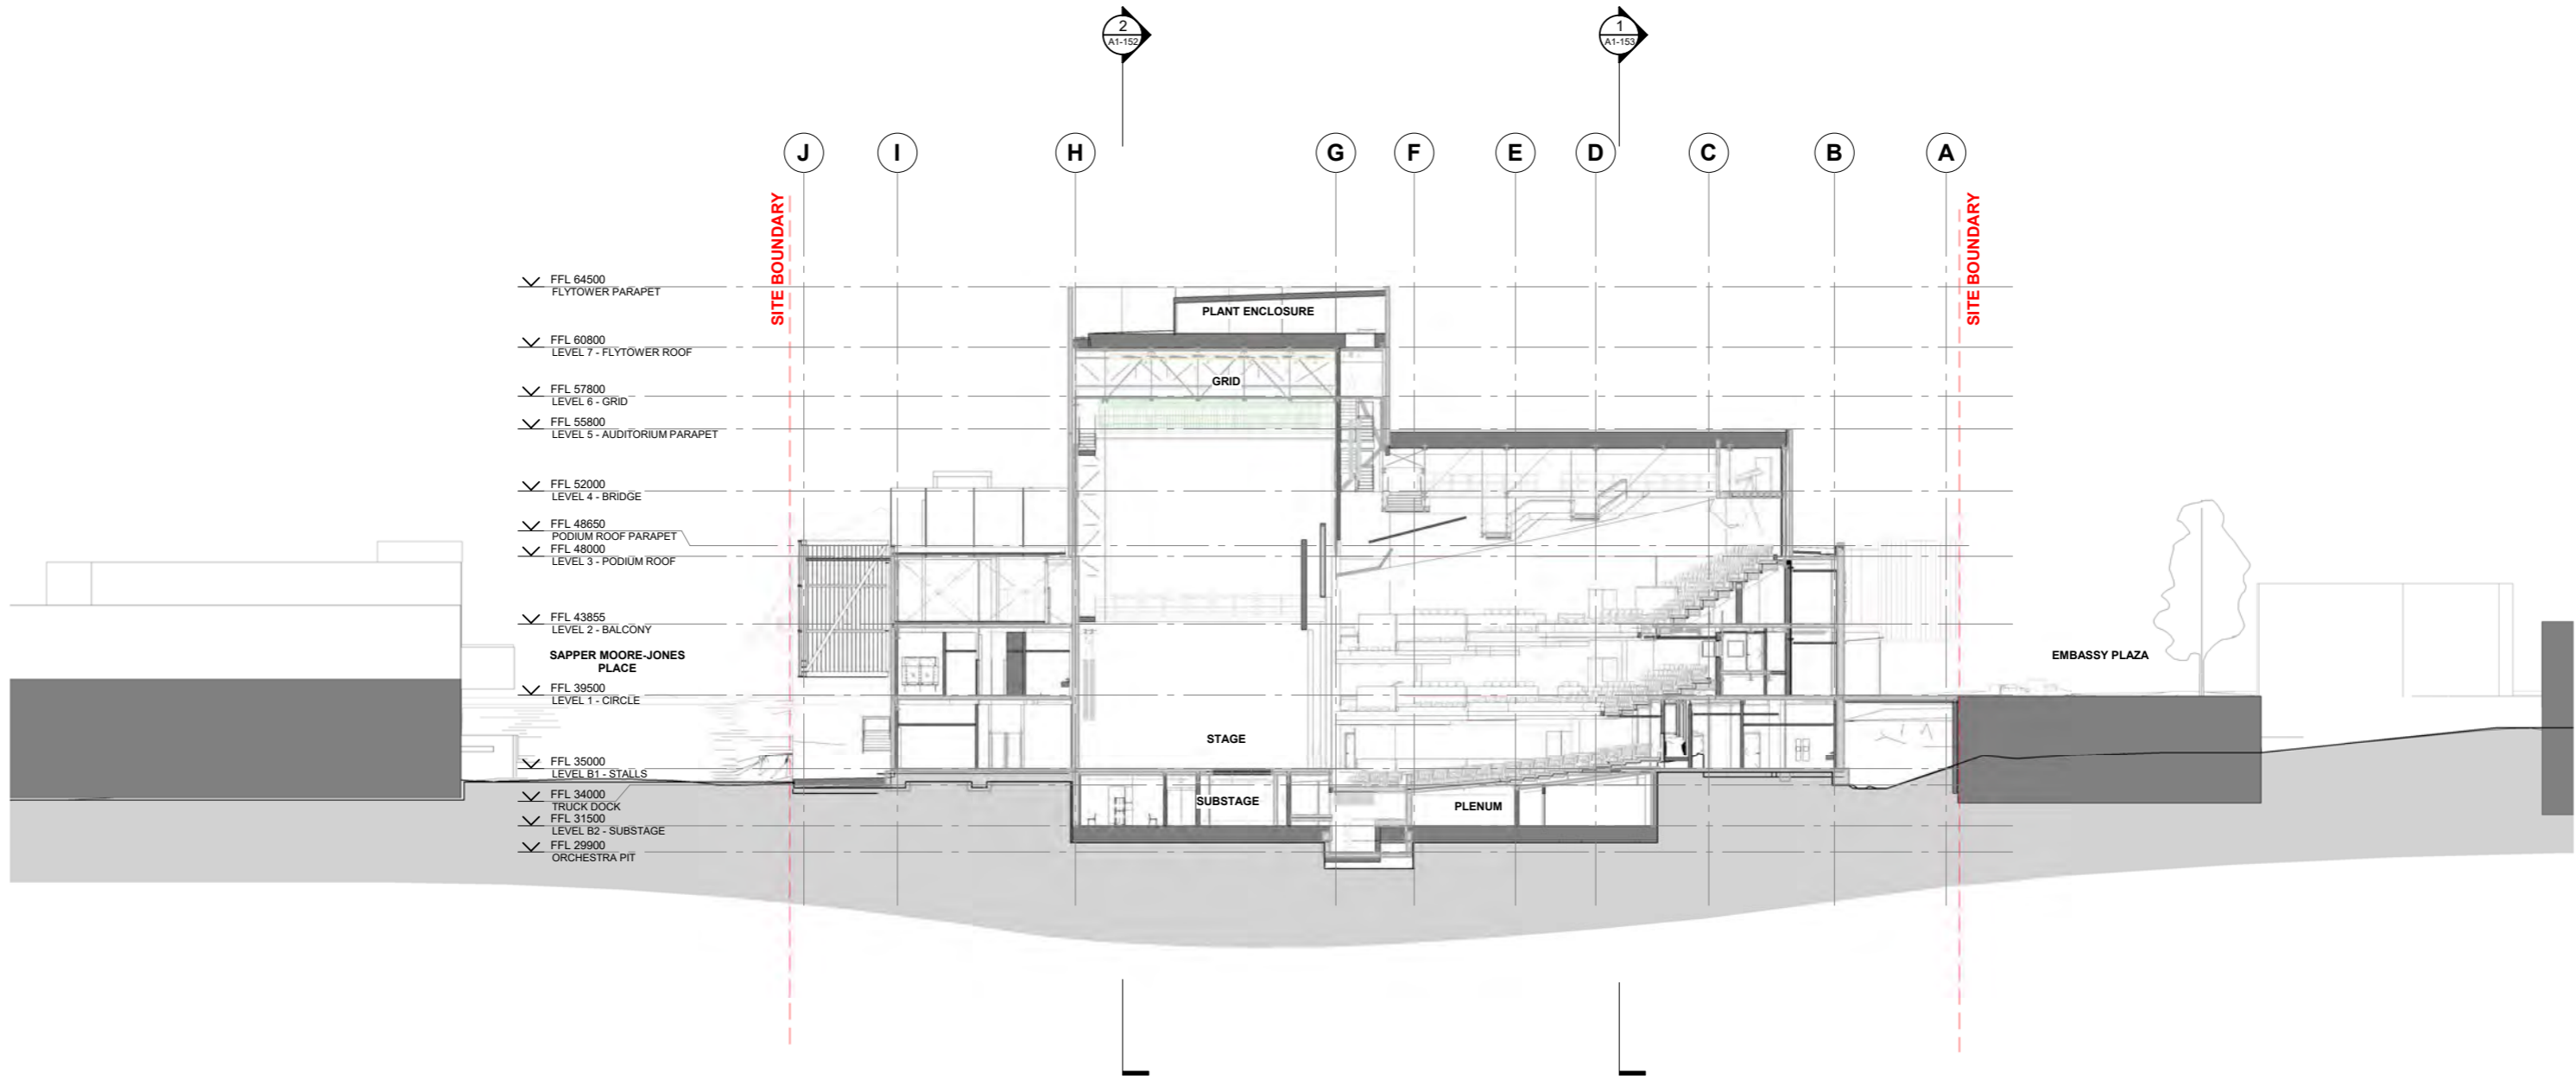 2
A1-152
1
A1-153
J
I
H
G
F
E
D
C
B
A
SITE BOUNDARY
SITE BOUNDARY
FFL 64500
FLYTOWER PARAPET
PLANT ENCLOSURE
FFL 60800
LEVEL 7 - FLYTOWER ROOF
GRID
FFL 57800
LEVEL 6 - GRID
FFL 55800
LEVEL 5 - AUDITORIUM PARAPET
FFL 52000
LEVEL 4 - BRIDGE
FFL 48650
PODIUM ROOF PARAPET
FFL 48000
LEVEL 3 - PODIUM ROOF
FFL 43855
LEVEL 2 - BALCONY
SAPPER MOORE-JONES
PLACE
EMBASSY PLAZA
FFL 39500
LEVEL 1 - CIRCLE
STAGE
FFL 35000
LEVEL B1 - STALLS
FFL 34000
TRUCK DOCK
SUBSTAGE
PLENUM
FFL 31500
LEVEL B2 - SUBSTAGE
FFL 29900
ORCHESTRA PIT